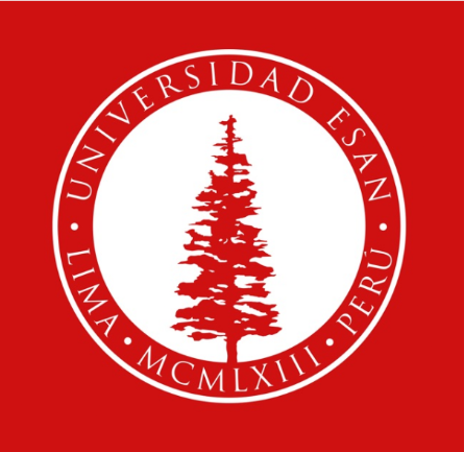 UNIVERSIDAD ESAN
LIMA • MCMLXIII • PERÚ